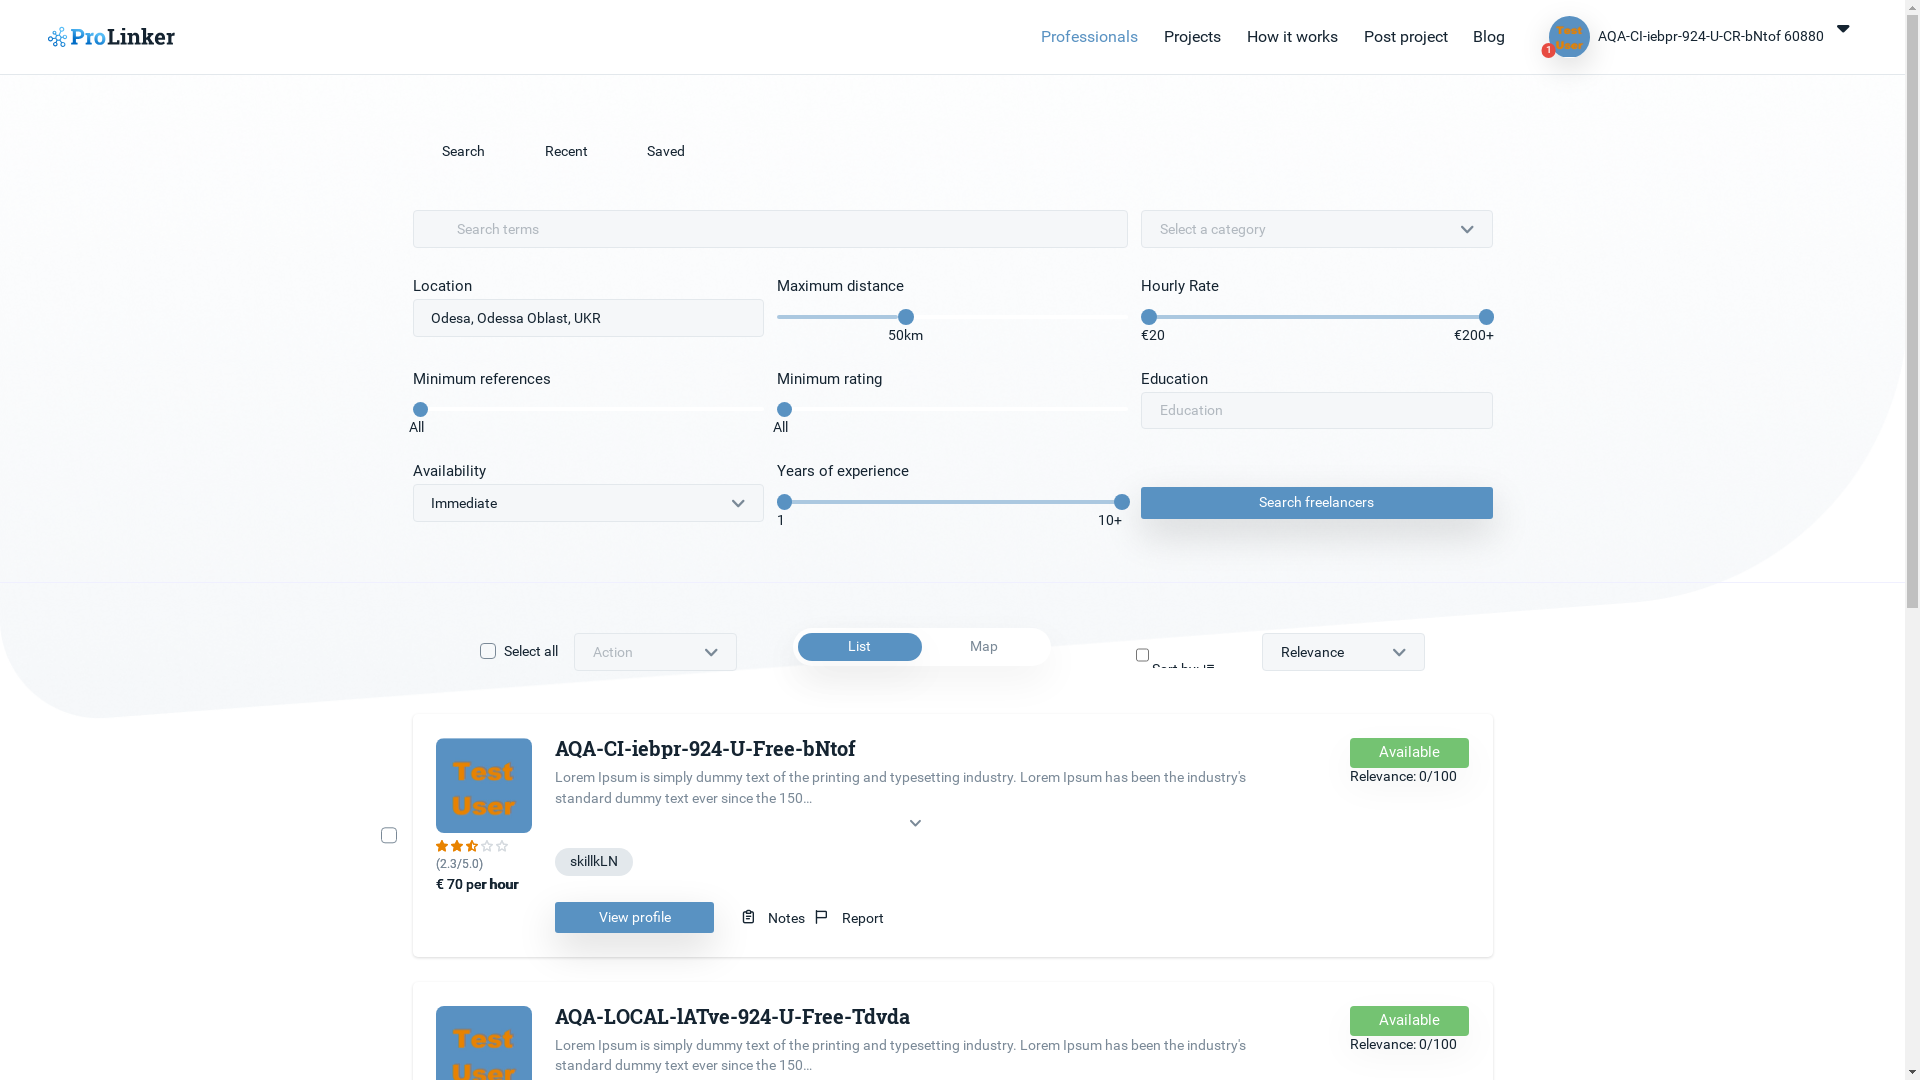 ProLinker
Professionals Projects How it works Post project Blog
Test User
1
AQA-CI-iebpr-924-U-CR-bNtof 60880
Search Recent Saved
Search terms
Select a category
Location Maximum distance Hourly Rate
Odesa, Odessa Oblast, UKR
50km €20 €200+
Minimum references Minimum rating Education
Education
All All
Availability Years of experience
Immediate
Search freelancers
1 10+
Select all Action List Map
Sort by: Relevance
Test
User
AQA-CI-iebpr-924-U-Free-bNtof
Available
Lorem Ipsum is simply dummy text of the printing and typesetting industry. Lorem Ipsum has been the industry's
Relevance: 0/100
standard dummy text ever since the 150...
(2.3/5.0)
skillkLN
€ 70 per hour
View profile Notes Report
Test
User
AQA-LOCAL-lATve-924-U-Free-Tdvda
Available
Lorem Ipsum is simply dummy text of the printing and typesetting industry. Lorem Ipsum has been the industry's
Relevance: 0/100
standard dummy text ever since the 150...